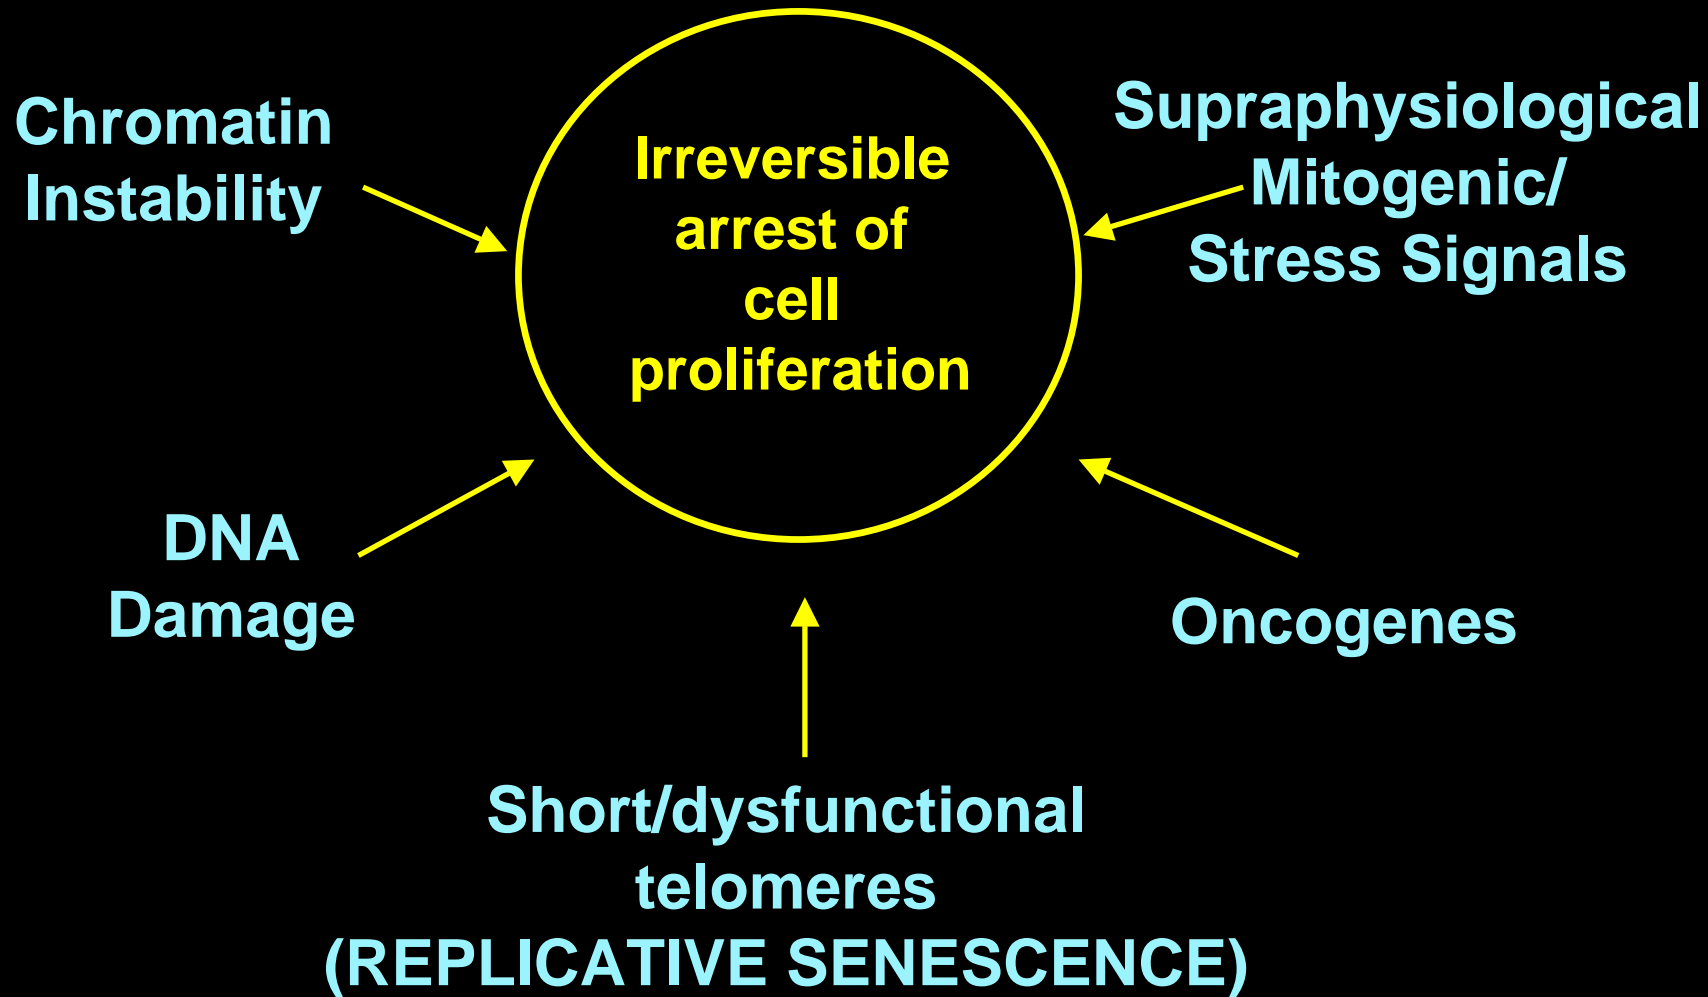 Chromatin
Instability
Irreversible
arrest of
cell
proliferation
Supraphysiological
Mitogenic/
Stress Signals
DNA
Damage
Oncogenes
Short/dysfunctional
telomeres
(REPLICATIVE SENESCENCE)